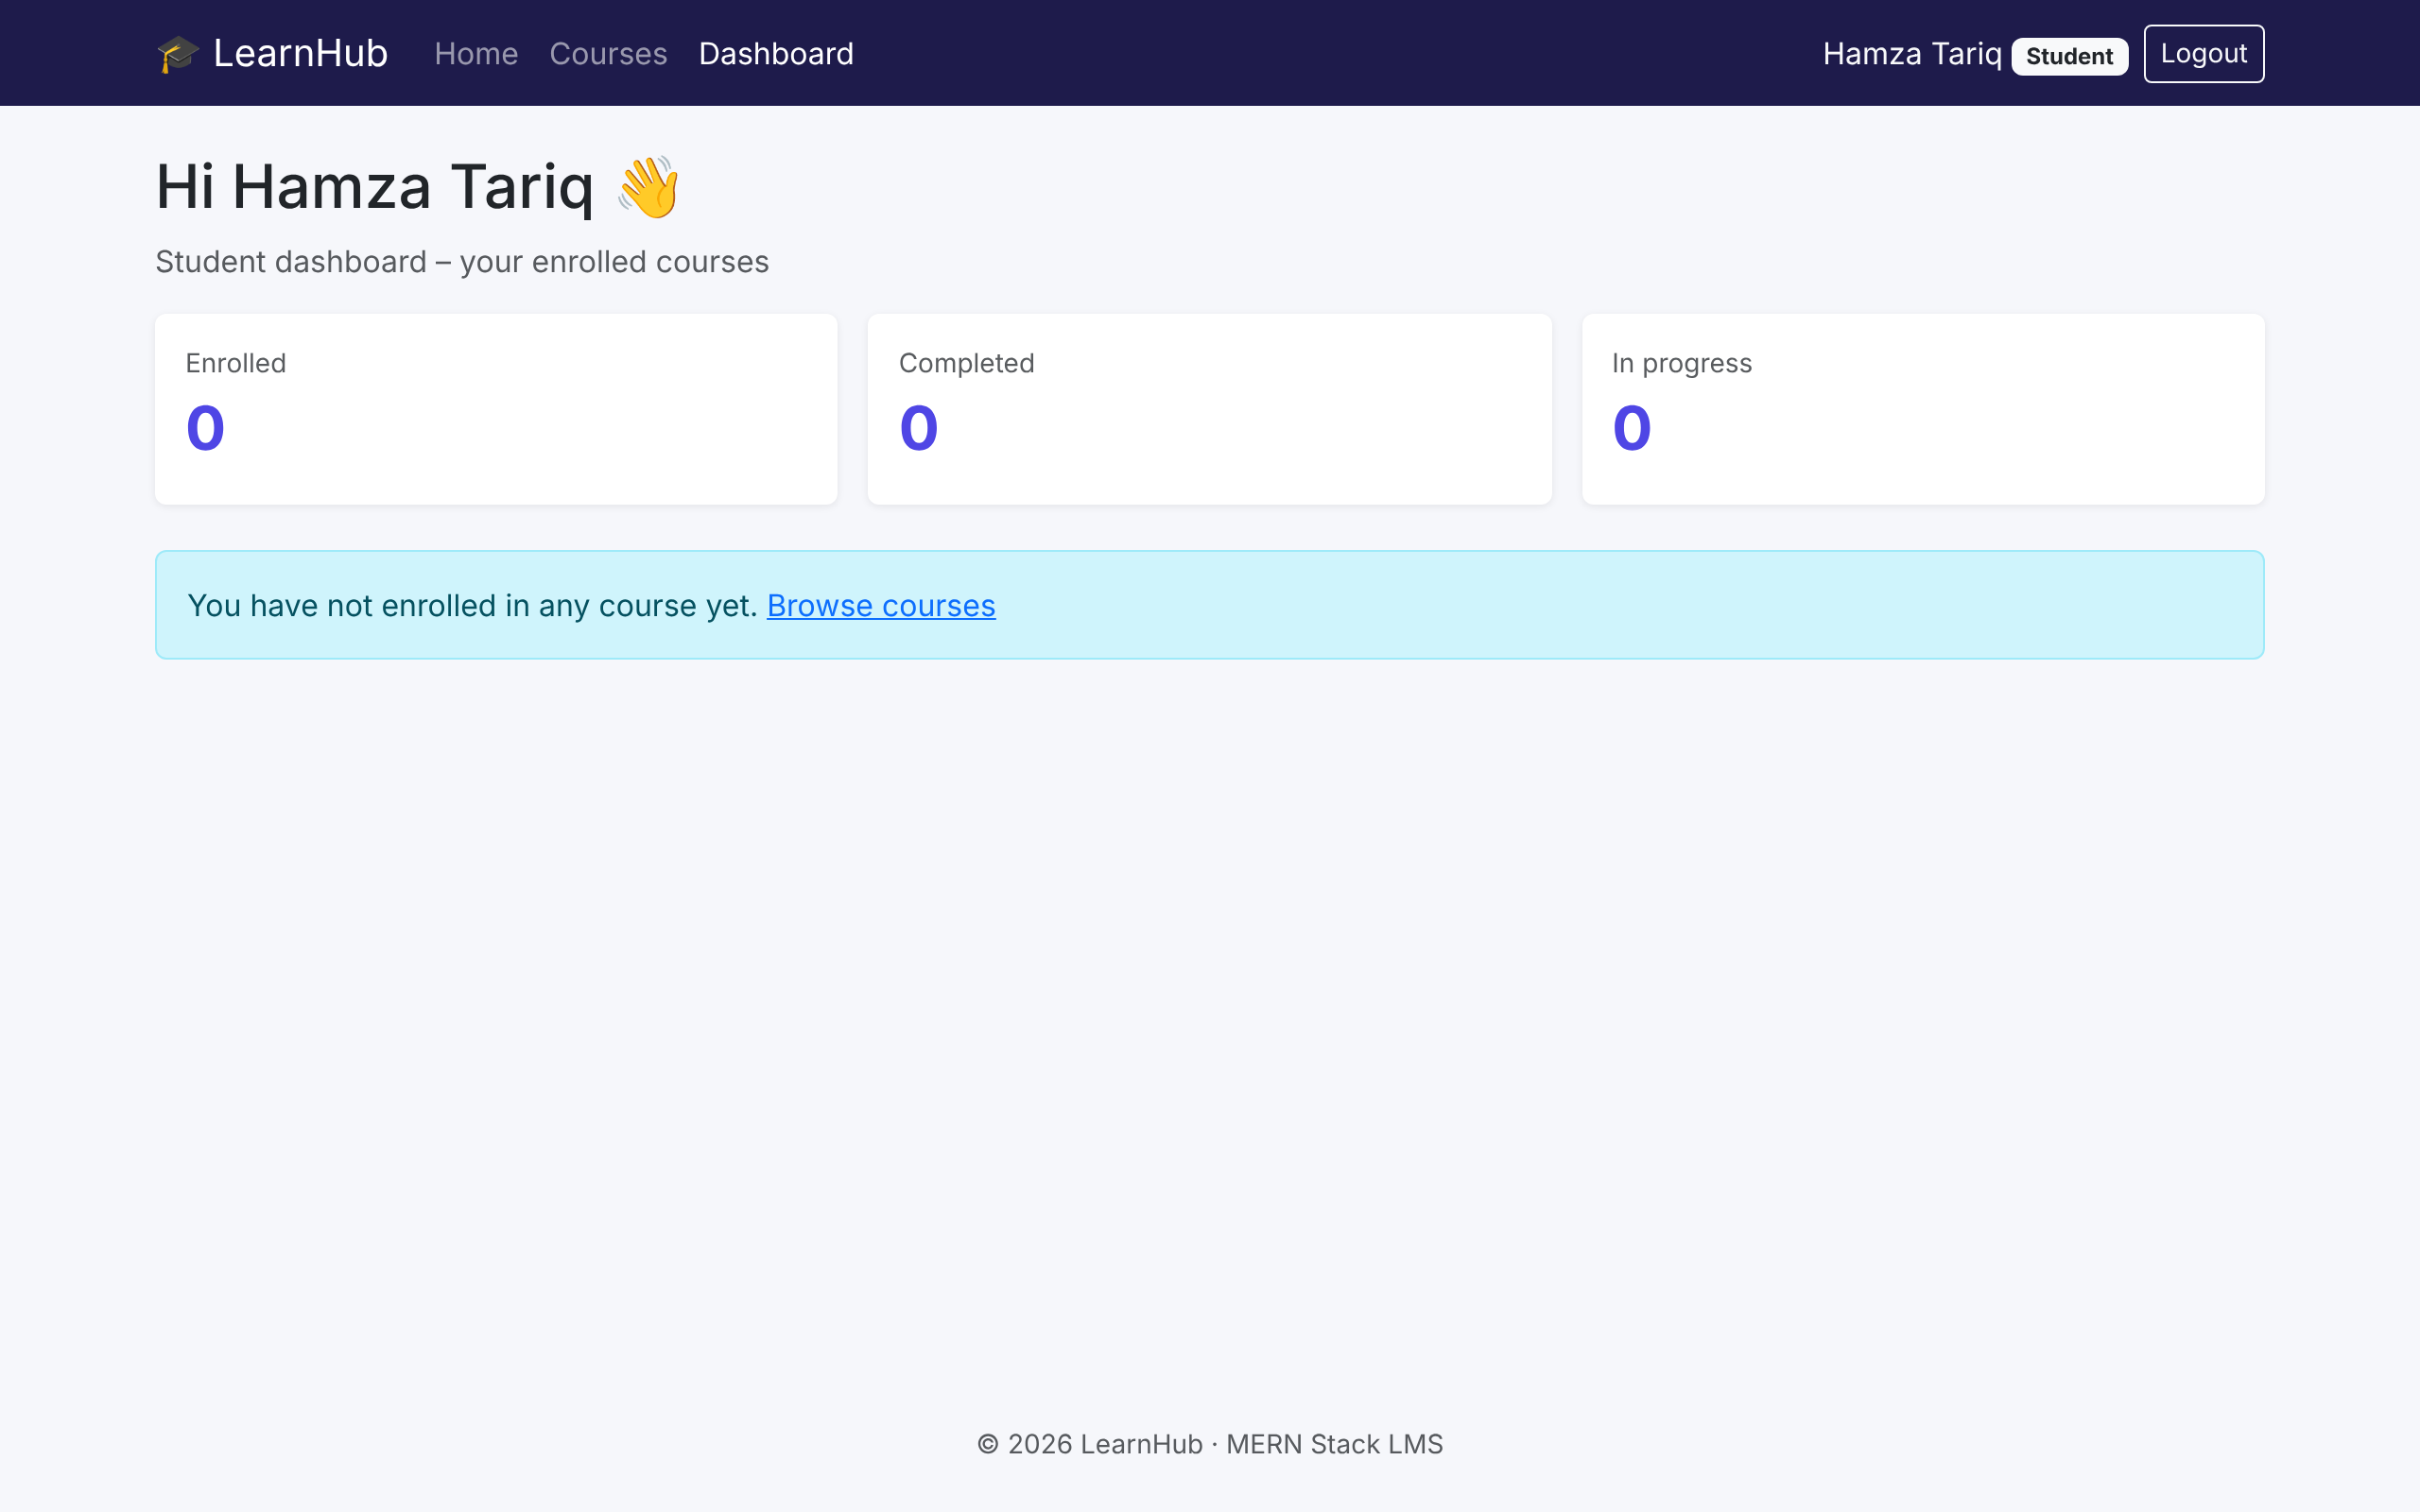 🎓 LearnHub Home Courses Dashboard Hamza Tariq Student Logout
Hi Hamza Tariq 👋
Student dashboard – your enrolled courses
Enrolled Completed In progress
0 0 0
You have not enrolled in any course yet. Browse courses
© 2026 LearnHub · MERN Stack LMS